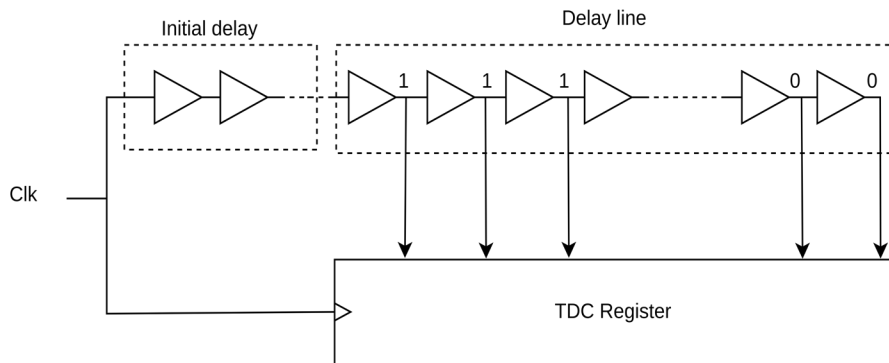 Initial delay
Delay line
1 1 1 0 0
Clk
TDC Register